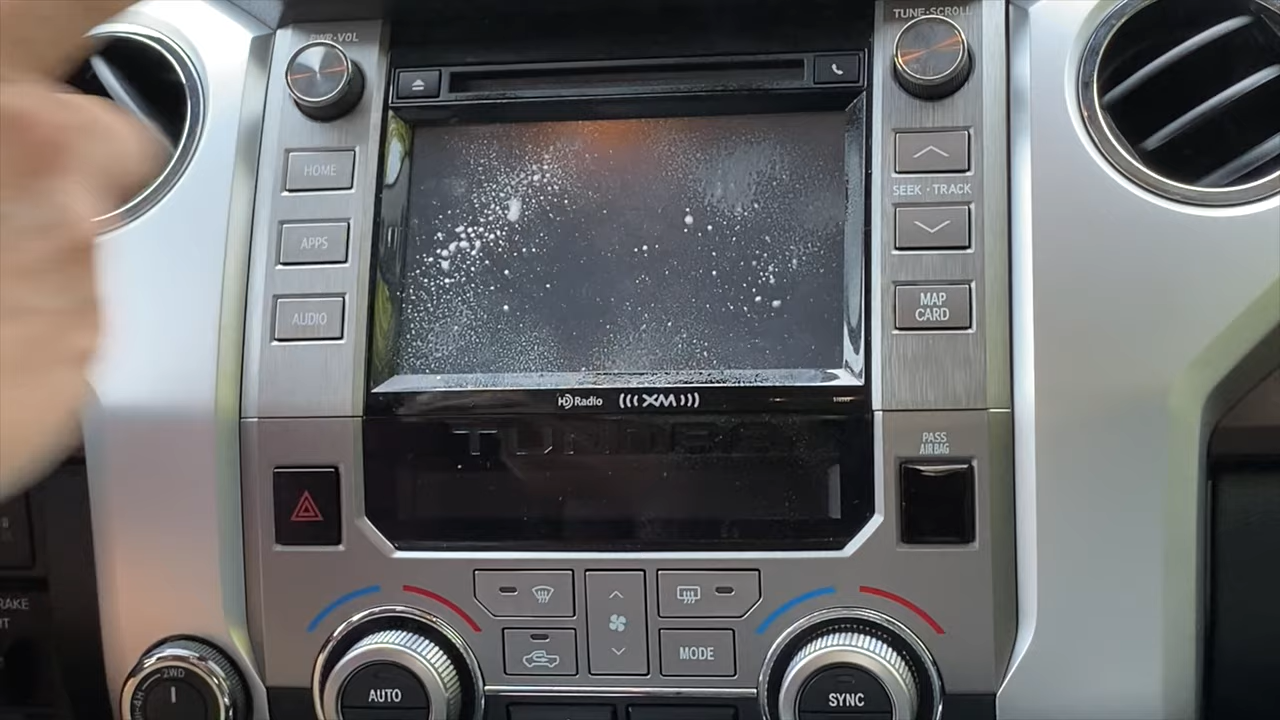 PWR·VOL
TUNE·SCROLL
HOME
SEEK · TRACK
APPS
MAP
CARD
AUDIO
HD Radio
XM
TUNDRA
PASS
AIR BAG
MODE
AUTO
SYNC
2WD